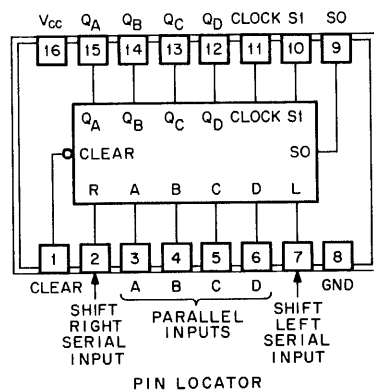 VCC QA QB QC QD CLOCK S1 SO
16 15 14 13 12 11 10 9
QA QB QC QD CLOCK S1
CLEAR SO
R A B C D L
1 2 3 4 5 6 7 8
CLEAR A B C D GND
SHIFT RIGHT SERIAL INPUT
PARALLEL INPUTS
SHIFT LEFT SERIAL INPUT
PIN LOCATOR